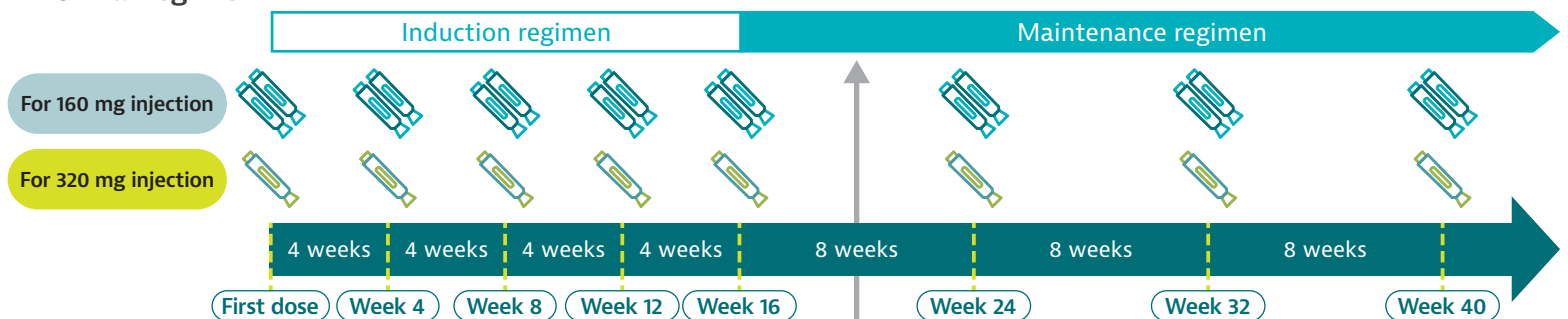 Induction regimen
Maintenance regimen
For 160 mg injection
For 320 mg injection
4 weeks
4 weeks
4 weeks
4 weeks
8 weeks
8 weeks
8 weeks
First dose
Week 4
Week 8
Week 12
Week 16
Week 24
Week 32
Week 40